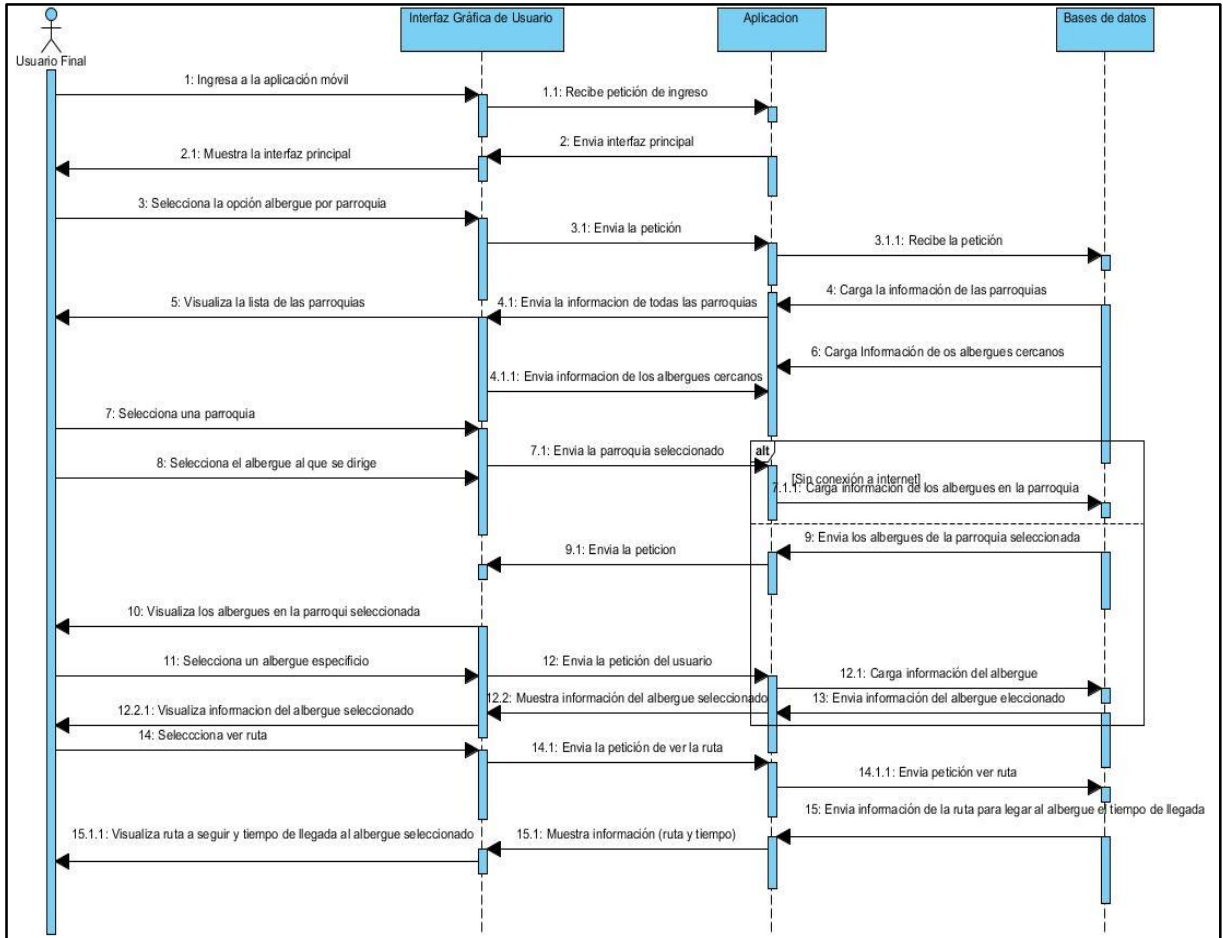 Interfaz Gráfica de Usuario
Aplicacion
Bases de datos
Usuario Final
1: Ingresa a la aplicación móvil
1.1: Recibe petición de ingreso
2: Envia interfaz principal
2.1: Muestra la interfaz principal
3: Selecciona la opción albergue por parroquia
3.1: Envia la petición
3.1.1: Recibe la petición
4: Carga la información de las parroquias
4.1: Envia la informacion de todas las parroquias
5: Visualiza la lista de las parroquias
6: Carga Información de os albergues cercanos
4.1.1: Envia informacion de los albergues cercanos
7: Selecciona una parroquia
7.1: Envia la parroquia seleccionado
alt
8: Selecciona el albergue al que se dirige
[Sin conexión a internet]
7.1.1: Carga información de los albergues en la parroquia
9: Envia los albergues de la parroquia seleccionada
9.1: Envia la peticion
10: Visualiza los albergues en la parroqui seleccionada
11: Selecciona un albergue especificio
12: Envia la petición del usuario
12.1: Carga información del albergue
12.2: Muestra información del albergue seleccionado
13: Envia información del albergue eleccionado
12.2.1: Visualiza informacion del albergue seleccionado
14: Seleccciona ver ruta
14.1: Envia la petición de ver la ruta
14.1.1: Envia petición ver ruta
15: Envia información de la ruta para legar al albergue el tiempo de llegada
15.1: Muestra información (ruta y tiempo)
15.1.1: Visualiza ruta a seguir y tiempo de llegada al albergue seleccionado